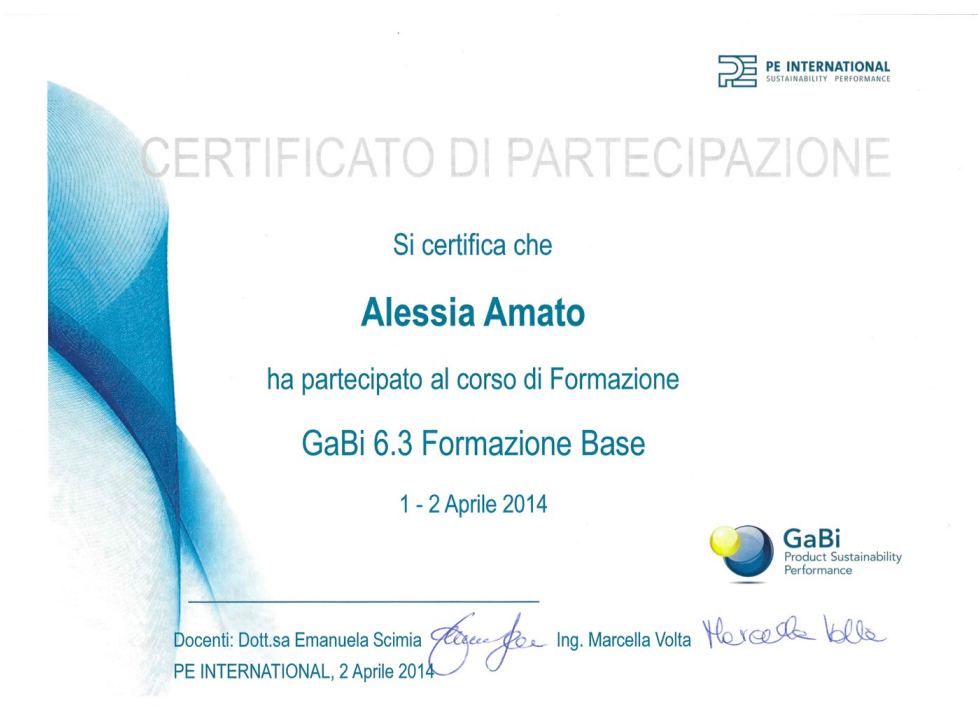 PE INTERNATIONAL
SUSTAINABILITY PERFORMANCE
CERTIFICATO DI PARTECIPAZIONE
Si certifica che
Alessia Amato
ha partecipato al corso di Formazione
GaBi 6.3 Formazione Base
1 - 2 Aprile 2014
GaBi
Product Sustainability
Performance
Docenti: Dott.sa Emanuela Scimia Ing. Marcella Volta Marcella Volta
PE INTERNATIONAL, 2 Aprile 2014